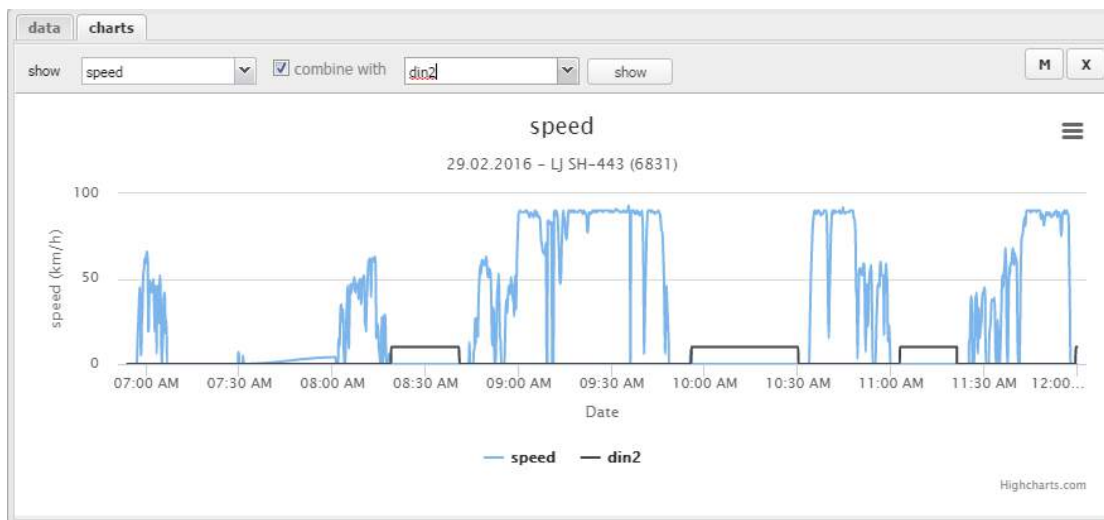 data charts
show speed combine with din2 show M X
speed
29.02.2016 – LJ SH-443 (6831)
100
50
0
speed (km/h)
07:00 AM 07:30 AM 08:00 AM 08:30 AM 09:00 AM 09:30 AM 10:00 AM 10:30 AM 11:00 AM 11:30 AM 12:00...
Date
speed din2
Highcharts.com